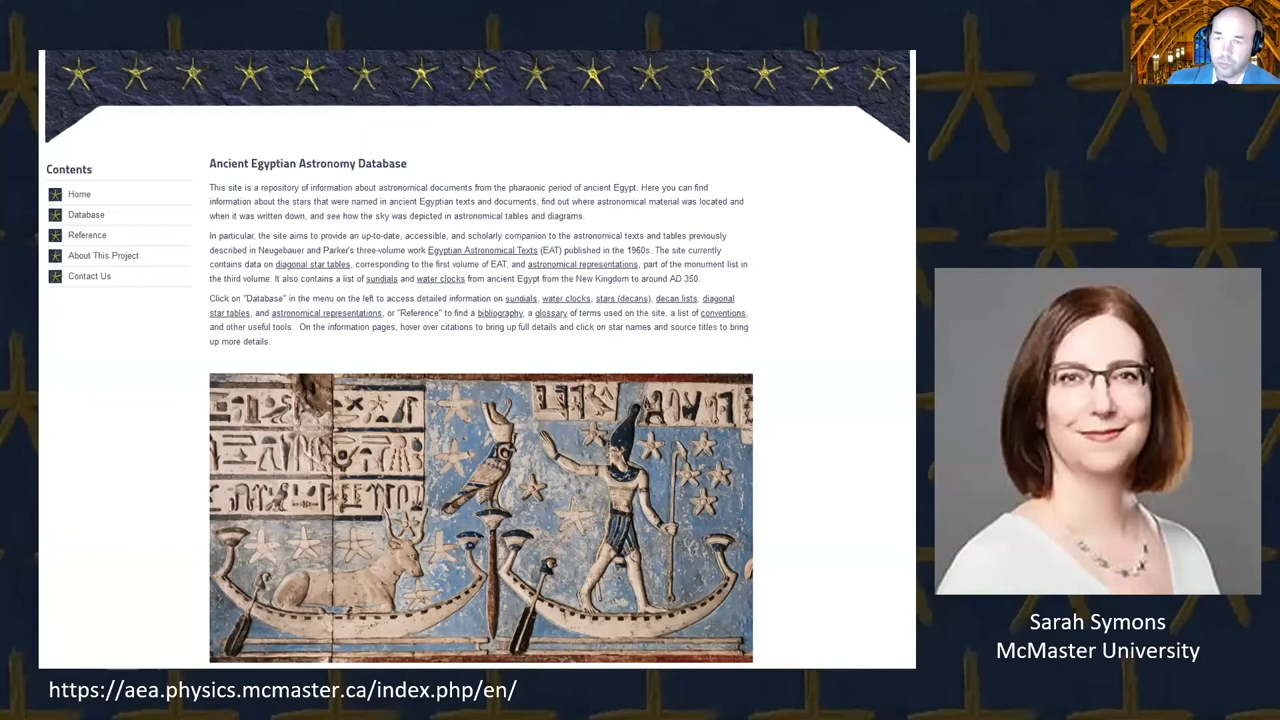 Contents
Home
Database
Reference
About This Project
Contact Us
Ancient Egyptian Astronomy Database
This site is a repository of information about astronomical documents from the pharaonic period of ancient Egypt. Here you can find
information about the stars that were named in ancient Egyptian texts and documents, find out where astronomical material was located and
when it was written down, and see how the sky was depicted in astronomical tables and diagrams.
In particular, the site aims to provide an up-to-date, accessible, and scholarly companion to the astronomical texts and tables previously
described in Neugebauer and Parker's three-volume work Egyptian Astronomical Texts (EAT) published in the 1960s. The site currently
contains data on diagonal star tables, corresponding to the first volume of EAT, and astronomical representations, part of the monument list in
the third volume. It also contains a list of sundials and water clocks from ancient Egypt from the New Kingdom to around AD 350.
Click on "Database" in the menu on the left to access detailed information on sundials, water clocks, stars (decans), decan lists, diagonal
star tables, and astronomical representations, or "Reference" to find a bibliography, a glossary of terms used on the site, a list of conventions,
and other useful tools. On the information pages, hover over citations to bring up full details and click on star names and source titles to bring
up more details.
Sarah Symons
McMaster University
https://aea.physics.mcmaster.ca/index.php/en/